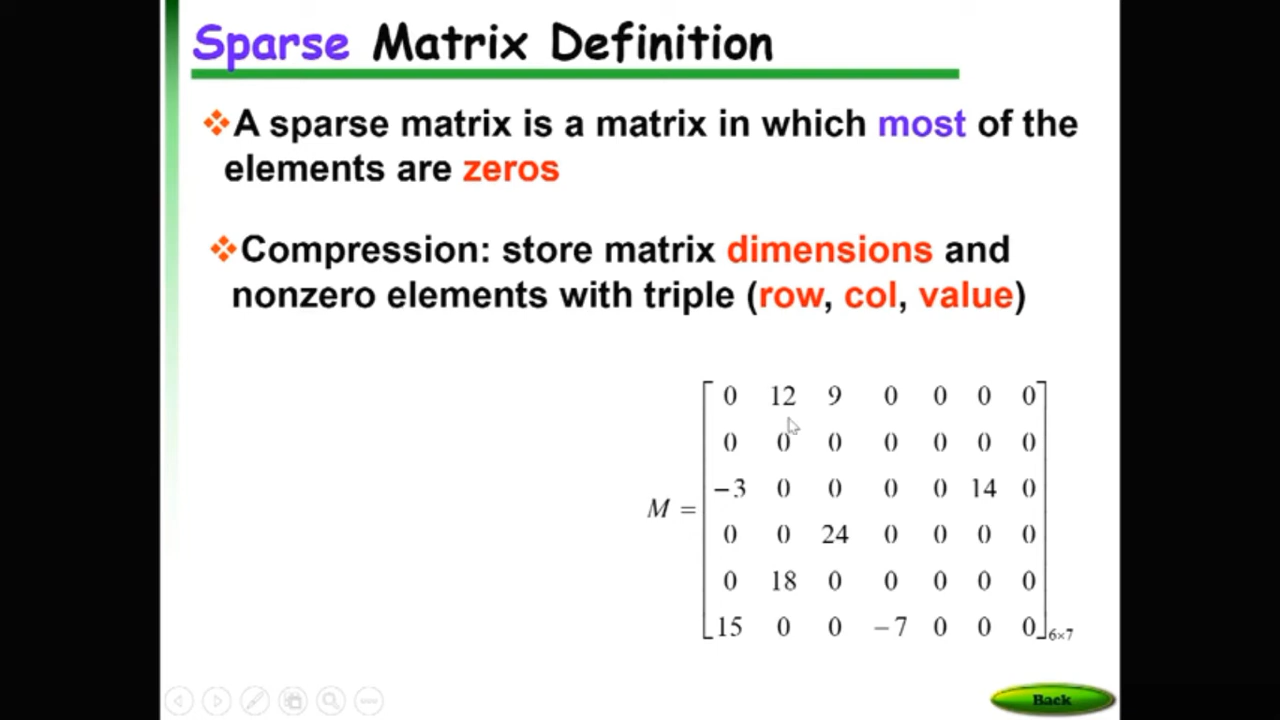 Sparse Matrix Definition
❖A sparse matrix is a matrix in which most of the
elements are zeros
❖Compression: store matrix dimensions and
nonzero elements with triple (row, col, value)
0 12 9 0 0 0 0
0 0 0 0 0 0 0
-3 0 0 0 0 14 0
M =
0 0 24 0 0 0 0
0 18 0 0 0 0 0
15 0 0 -7 0 0 0
6×7
Back